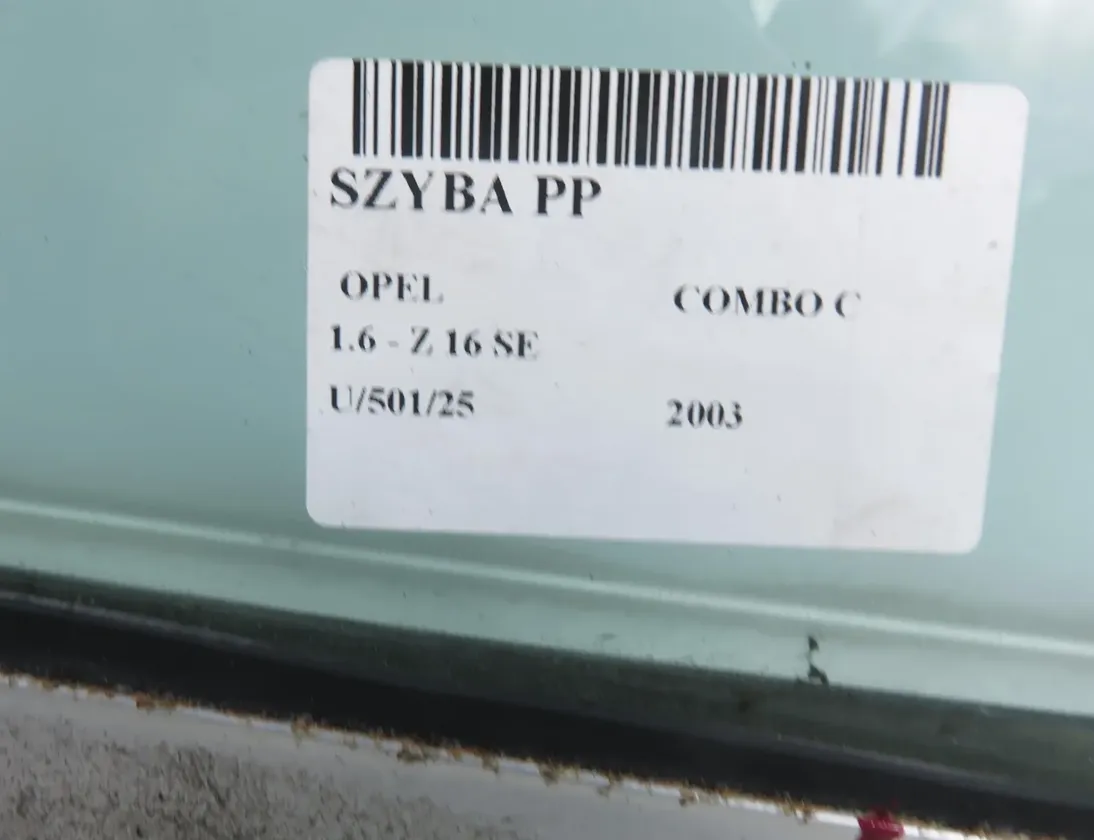 SZYBA PP
OPEL COMBO C
1.6 - Z 16 SE
U/501/25 2003